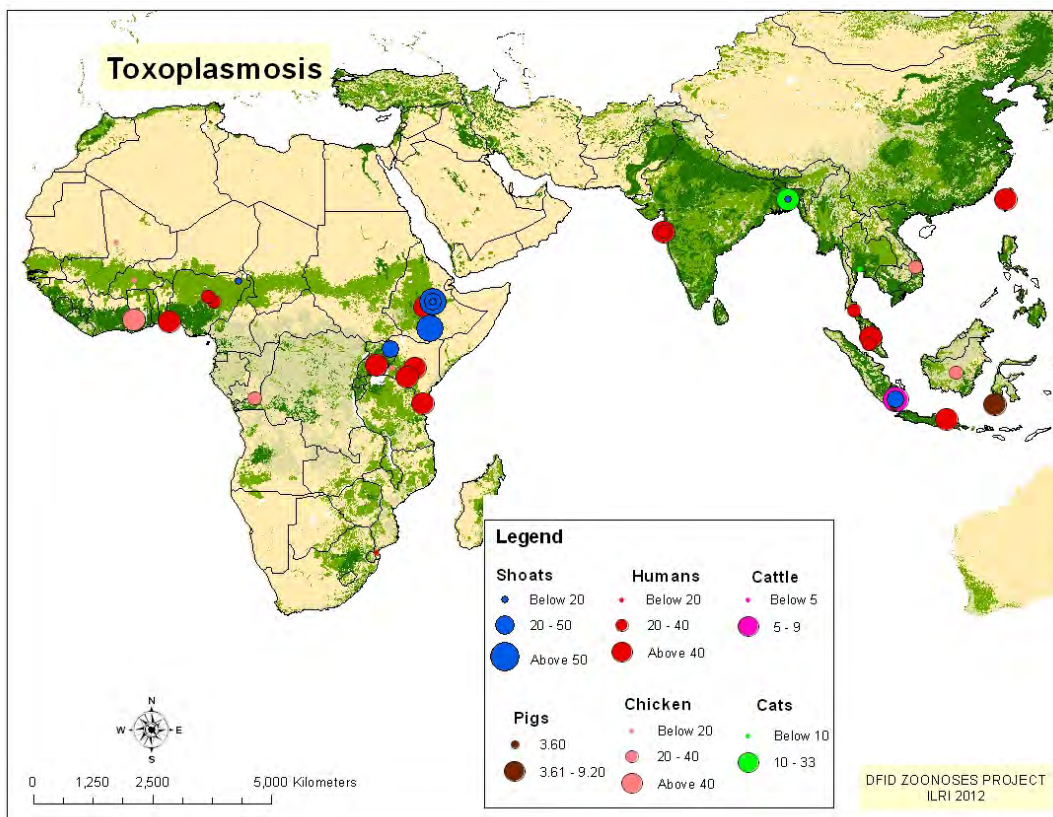 Toxoplasmosis
Legend
Shoats
Below 20
20 - 50
Above 50
Humans
Below 20
20 - 40
Above 40
Cattle
Below 5
5 - 9
Pigs
3.60
3.61 - 9.20
Chicken
Below 20
20 - 40
Above 40
Cats
Below 10
10 - 33
N
W E
S
0 1,250 2,500 5,000 Kilometers
DFID ZOONOSES PROJECT
ILRI 2012